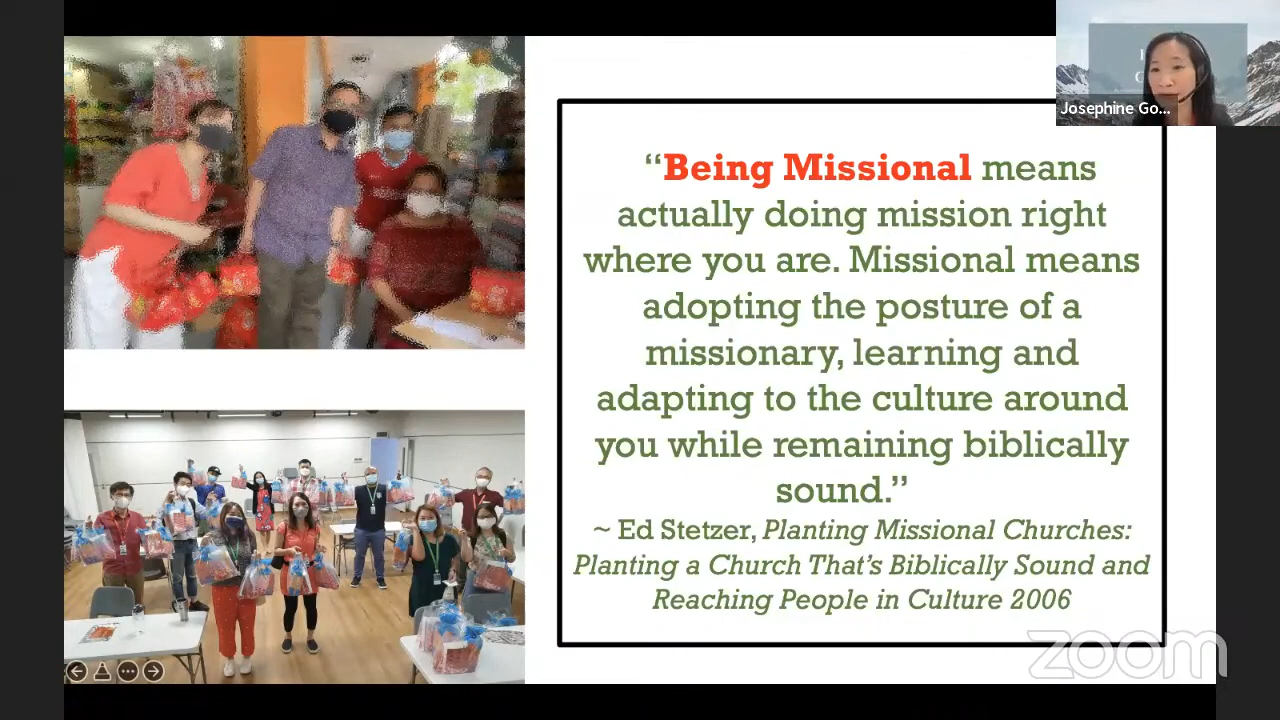 Josephine Go...
“Being Missional means
actually doing mission right
where you are. Missional means
adopting the posture of a
missionary, learning and
adapting to the culture around
you while remaining biblically
sound.”
~ Ed Stetzer, Planting Missional Churches:
Planting a Church That’s Biblically Sound and
Reaching People in Culture 2006
zoom